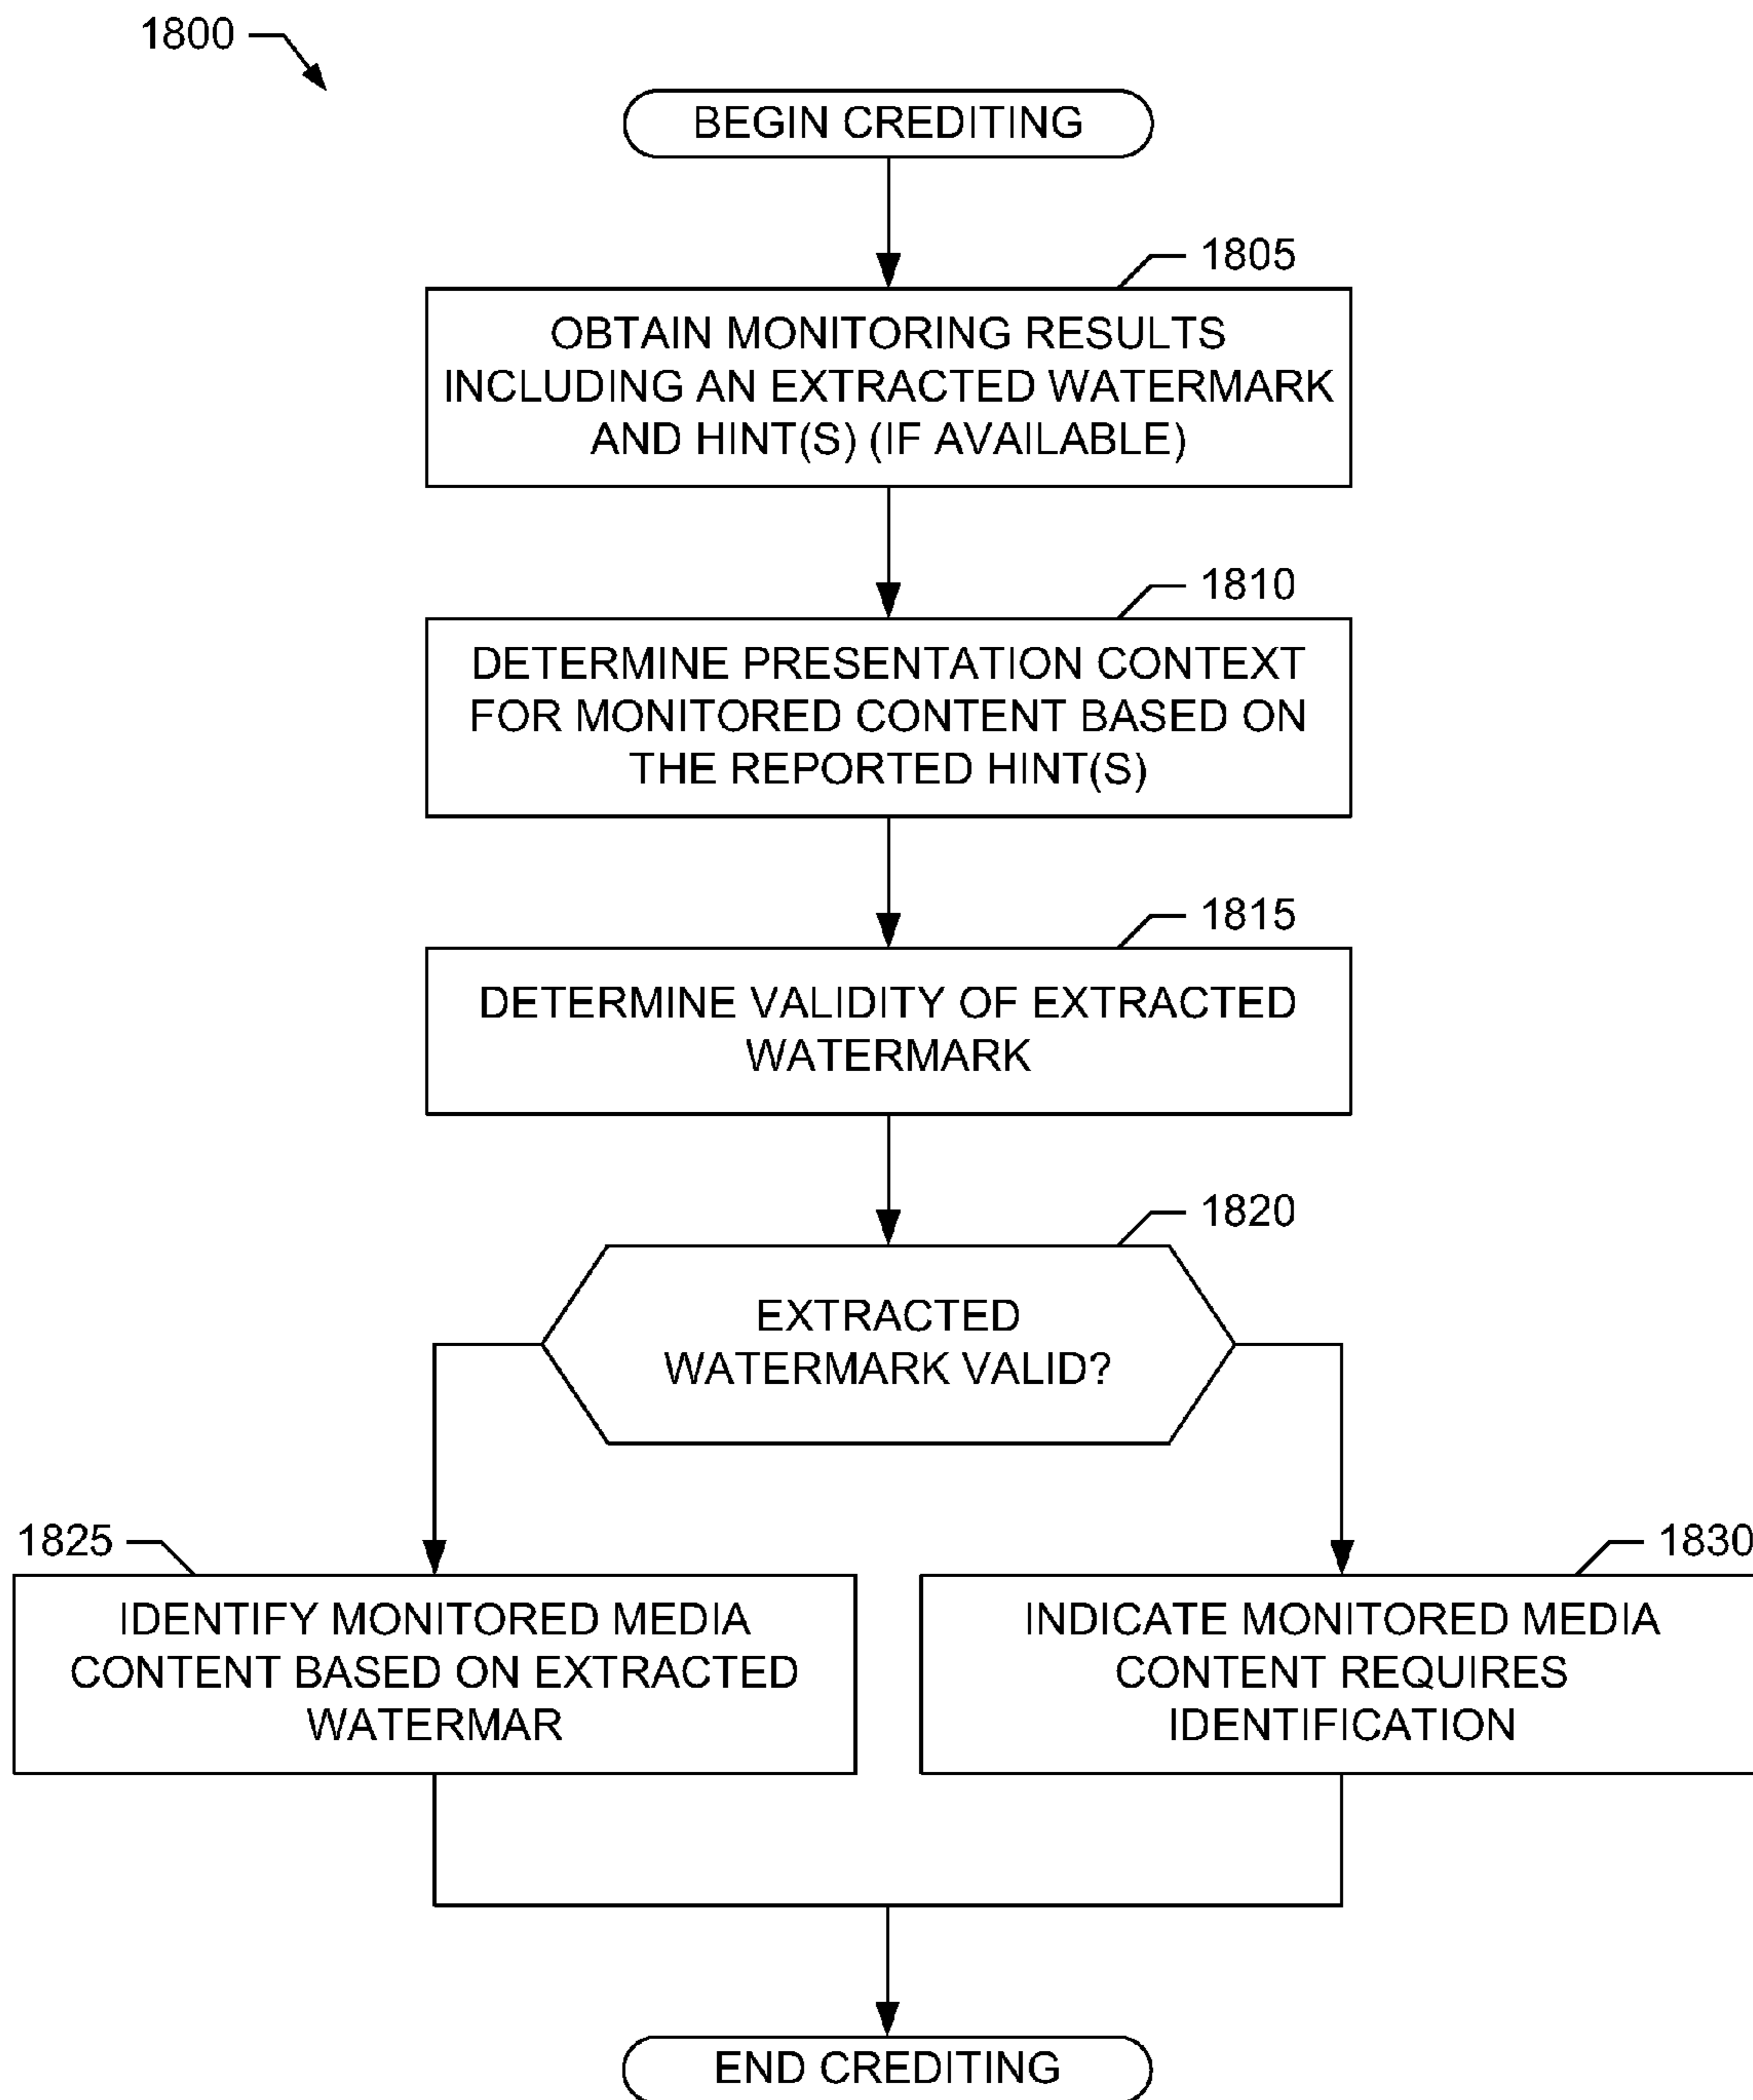 1800
BEGIN CREDITING
1805
OBTAIN MONITORING RESULTS
INCLUDING AN EXTRACTED WATERMARK
AND HINT(S) (IF AVAILABLE)
1810
DETERMINE PRESENTATION CONTEXT
FOR MONITORED CONTENT BASED ON
THE REPORTED HINT(S)
1815
DETERMINE VALIDITY OF EXTRACTED
WATERMARK
1820
EXTRACTED
WATERMARK VALID?
1825
IDENTIFY MONITORED MEDIA
CONTENT BASED ON EXTRACTED
WATERMAR
1830
INDICATE MONITORED MEDIA
CONTENT REQUIRES
IDENTIFICATION
END CREDITING